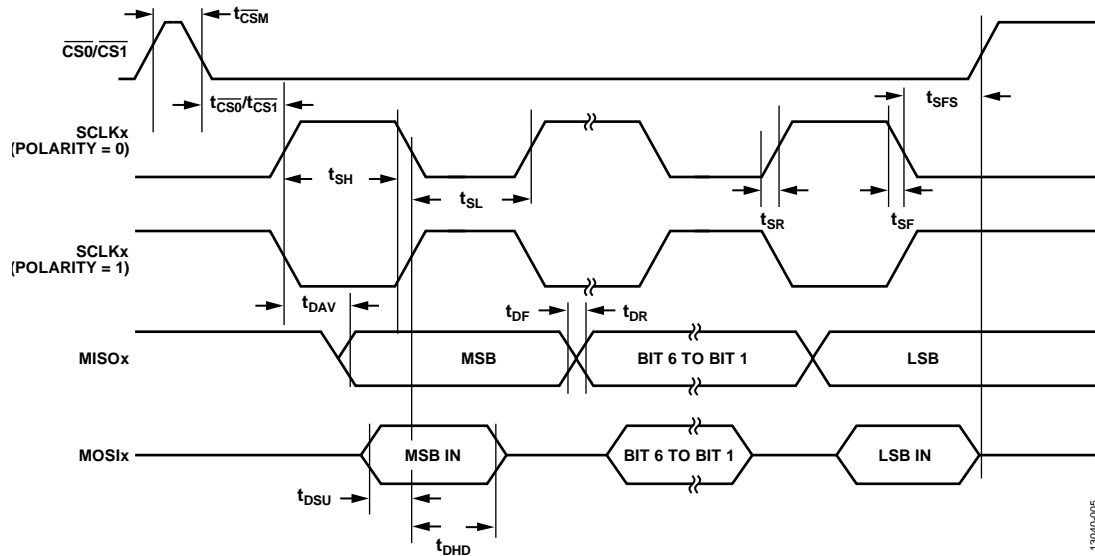 tCSM
CS0/CS1
tCS0/tCS1
tSFS
SCLKx
(POLARITY = 0)
tSH
tSL
tSR
tSF
SCLKx
(POLARITY = 1)
tDAV
tDF
tDR
MISOx
MSB
BIT 6 TO BIT 1
LSB
MOSIx
MSB IN
BIT 6 TO BIT 1
LSB IN
tDSU
tDHD
13040-005